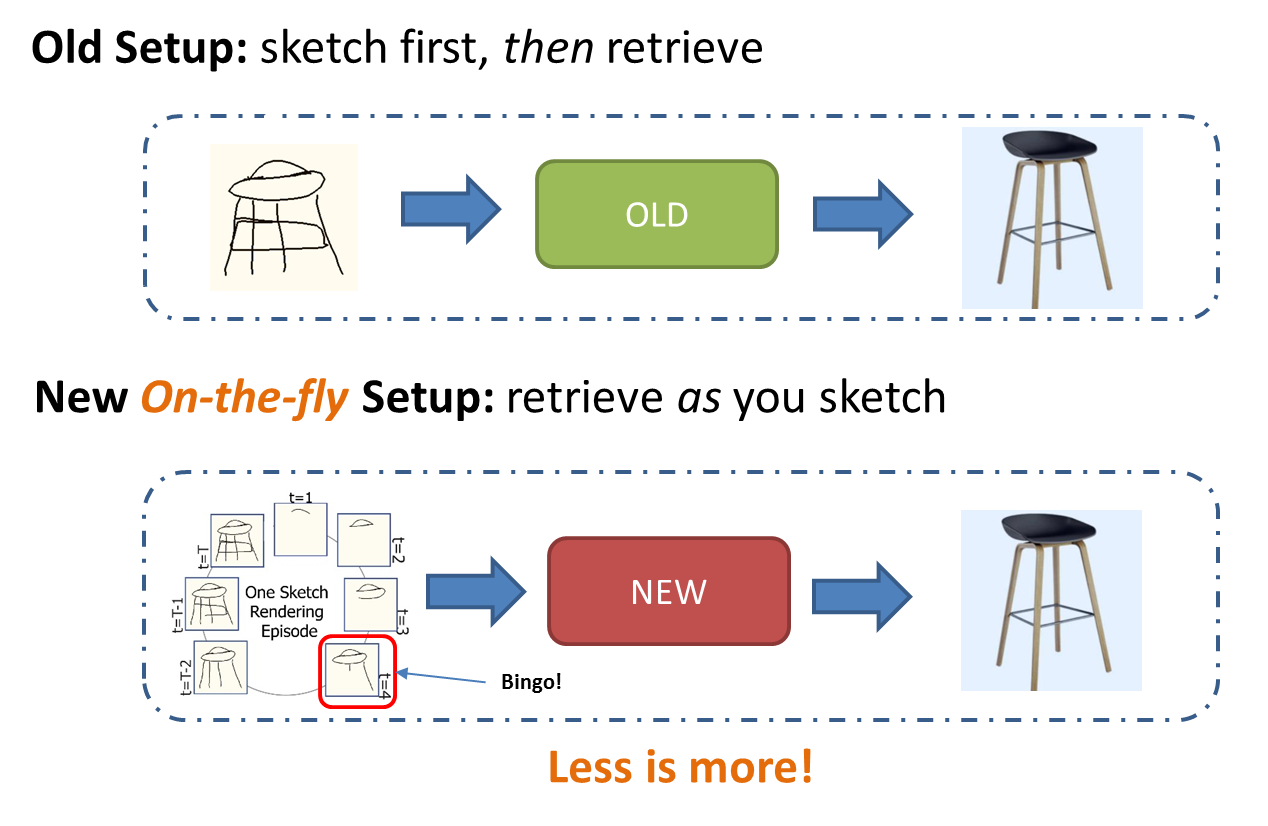 Old Setup: sketch first, then retrieve
OLD
New On-the-fly Setup: retrieve as you sketch
t=1
t=2
t=3
t=4
t=T-2
t=T-1
t=T
One Sketch
Rendering
Episode
Bingo!
NEW
Less is more!